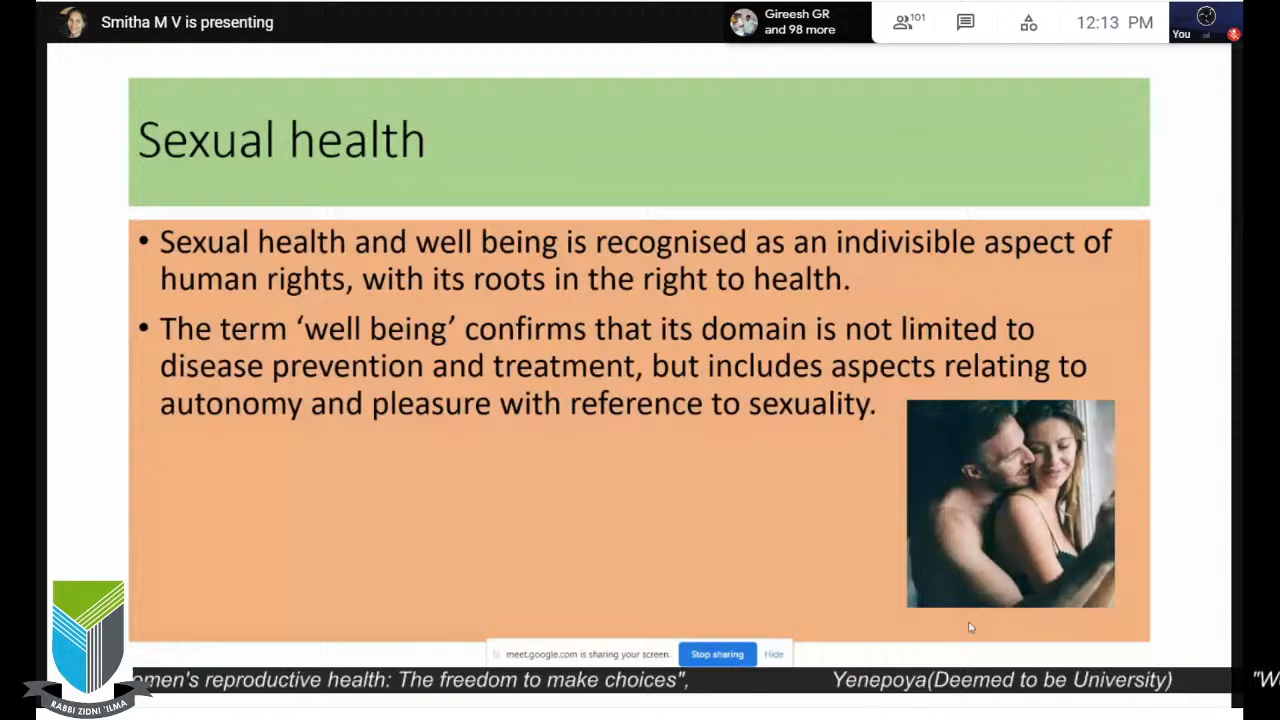 Smitha M V is presenting
Gireesh GR
and 98 more
101
12:13 PM
You
Sexual health
• Sexual health and well being is recognised as an indivisible aspect of
human rights, with its roots in the right to health.
• The term ‘well being’ confirms that its domain is not limited to
disease prevention and treatment, but includes aspects relating to
autonomy and pleasure with reference to sexuality.
meet.google.com is sharing your screen.
Stop sharing
Hide
omen's reproductive health: The freedom to make choices", Yenepoya(Deemed to be University) "W
RABBI ZIDNI 'ILMA